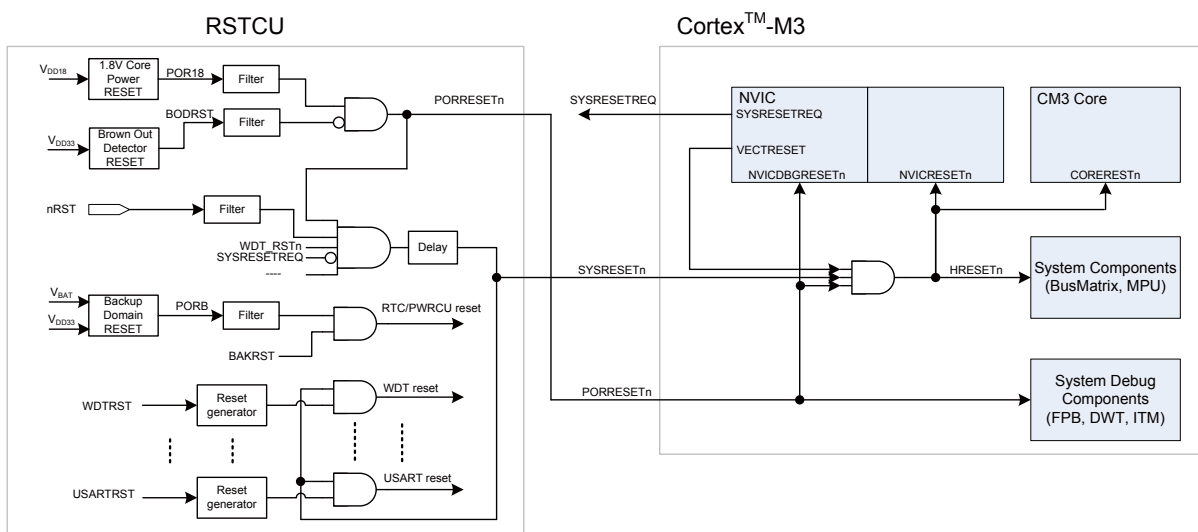 RSTCU
Cortex™-M3
VDD18
1.8V Core
Power
RESET
POR18
Filter
BODRST
VDD33
Brown Out
Detector
RESET
Filter
PORRESETn
nRST
Filter
WDT_RSTn
SYSRESETREQ
----
Delay
SYSRESETn
VBAT
VDD33
Backup
Domain
RESET
PORB
Filter
BAKRST
RTC/PWRCU reset
WDTRST
Reset
generator
WDT reset
USARTRST
Reset
generator
USART reset
SYSRESETREQ
NVIC
SYSRESETREQ
VECTRESET
NVICDBGRESETn
NVICRESETn
CM3 Core
CORERESTn
HRESETn
System Components
(BusMatrix, MPU)
PORRESETn
System Debug
Components
(FPB, DWT, ITM)